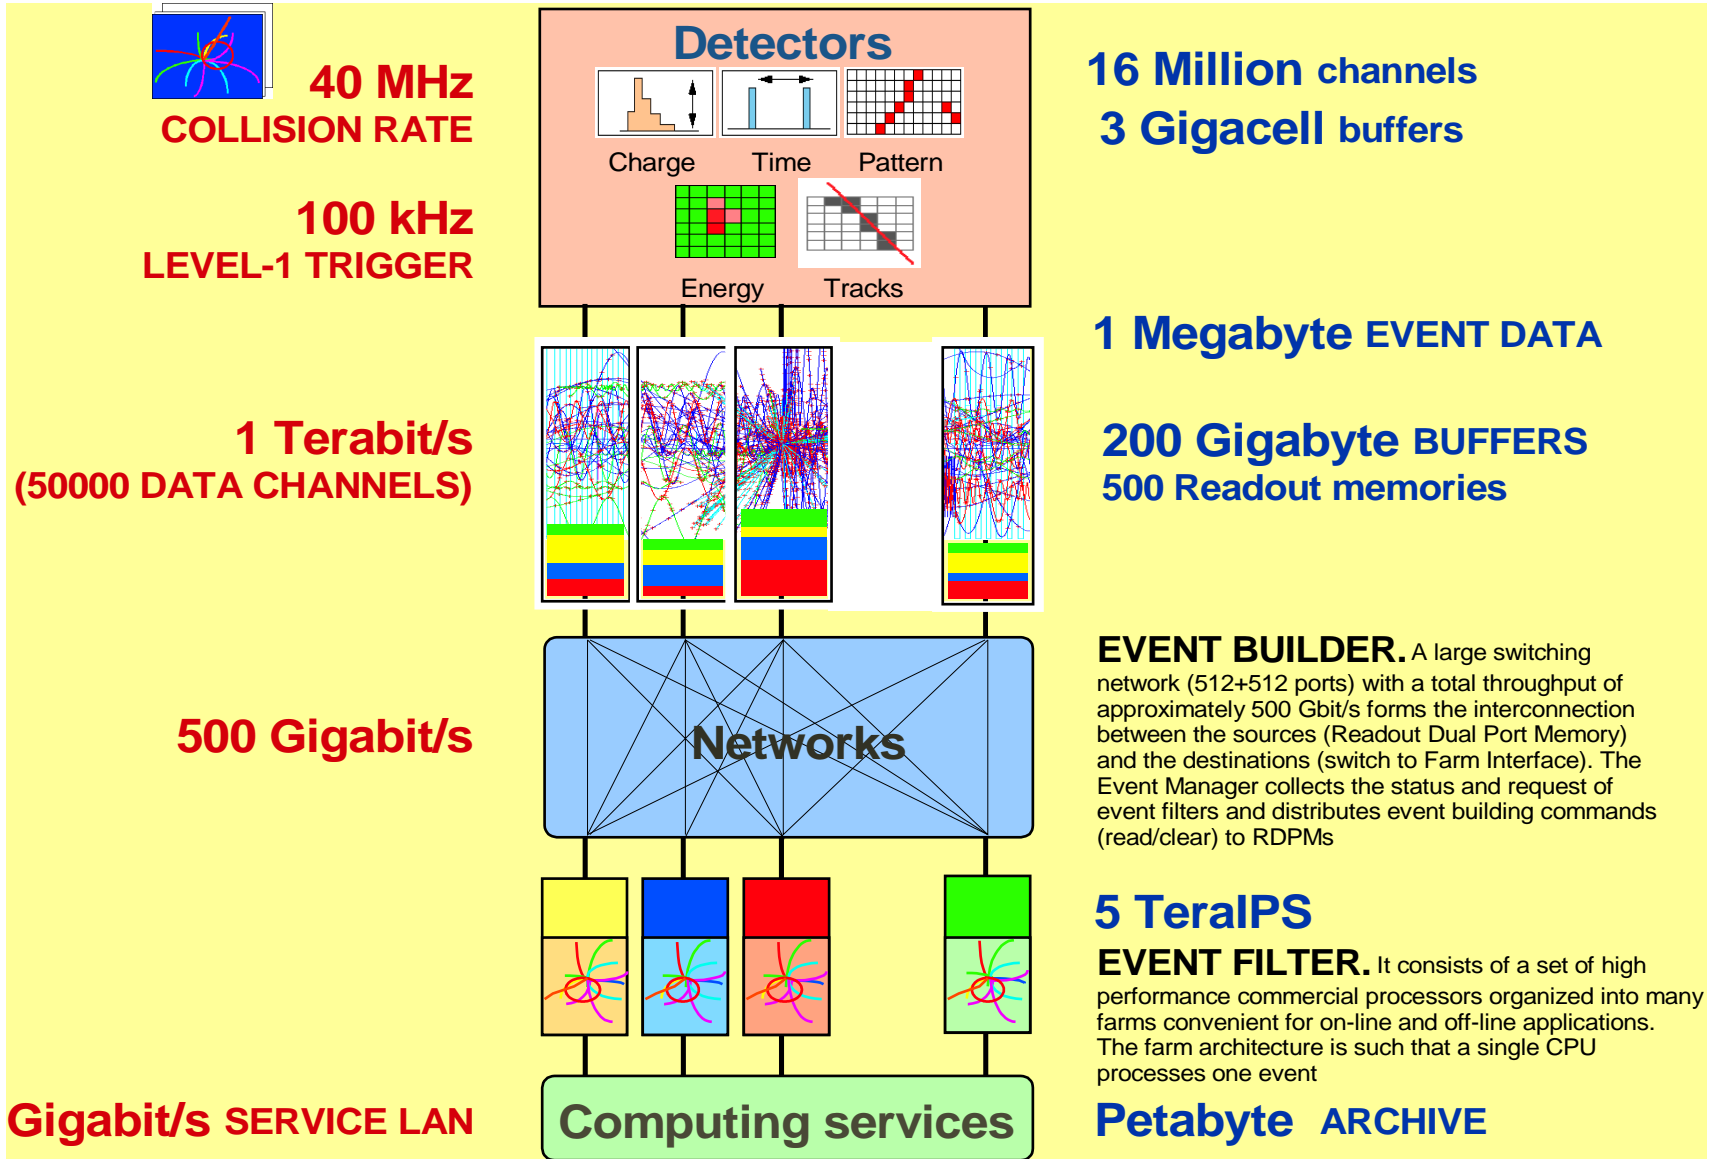 40 MHz
COLLISION RATE
100 kHz
LEVEL-1 TRIGGER
1 Terabit/s
(50000 DATA CHANNELS)
500 Gigabit/s
Gigabit/s SERVICE LAN
Detectors
Charge Time Pattern
Energy Tracks
Networks
Computing services
16 Million channels
3 Gigacell buffers
1 Megabyte EVENT DATA
200 Gigabyte BUFFERS
500 Readout memories
EVENT BUILDER. A large switching
network (512+512 ports) with a total throughput of
approximately 500 Gbit/s forms the interconnection
between the sources (Readout Dual Port Memory)
and the destinations (switch to Farm Interface). The
Event Manager collects the status and request of
event filters and distributes event building commands
(read/clear) to RDPMs
5 TeraIPS
EVENT FILTER. It consists of a set of high
performance commercial processors organized into many
farms convenient for on-line and off-line applications.
The farm architecture is such that a single CPU
processes one event
Petabyte ARCHIVE